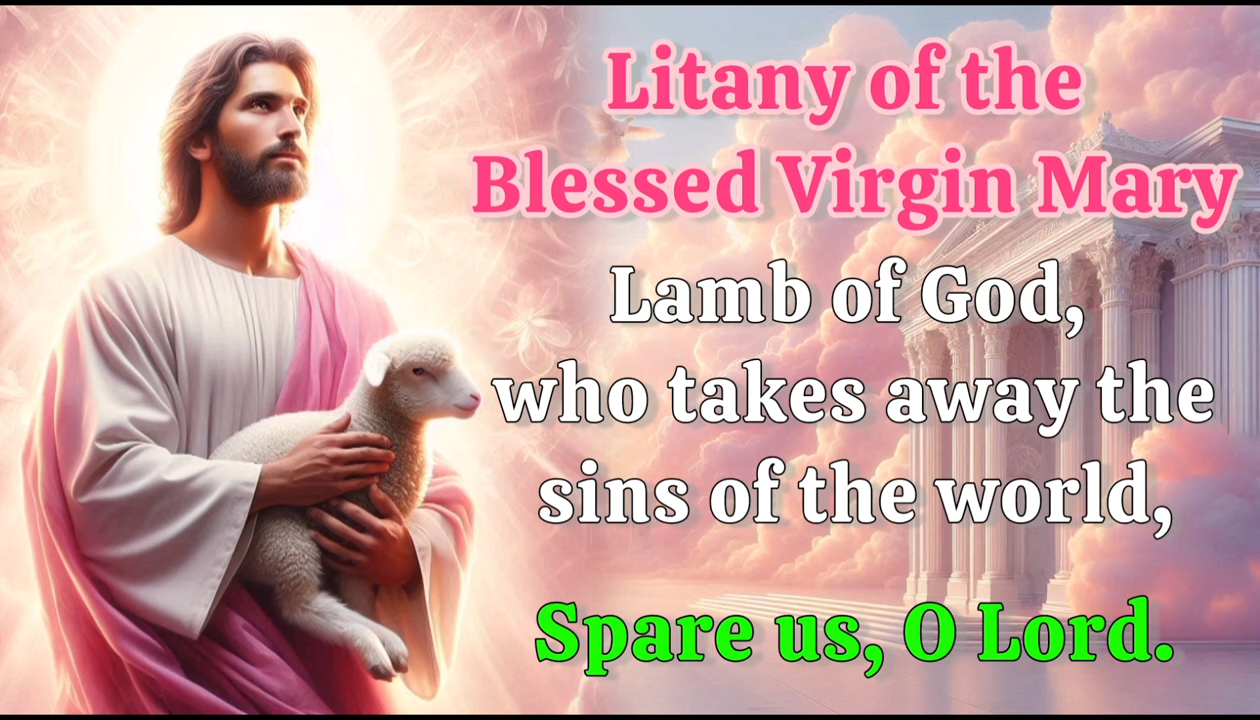 Litany of the
Blessed Virgin Mary
Lamb of God,
who takes away the
sins of the world,
Spare us, O Lord.